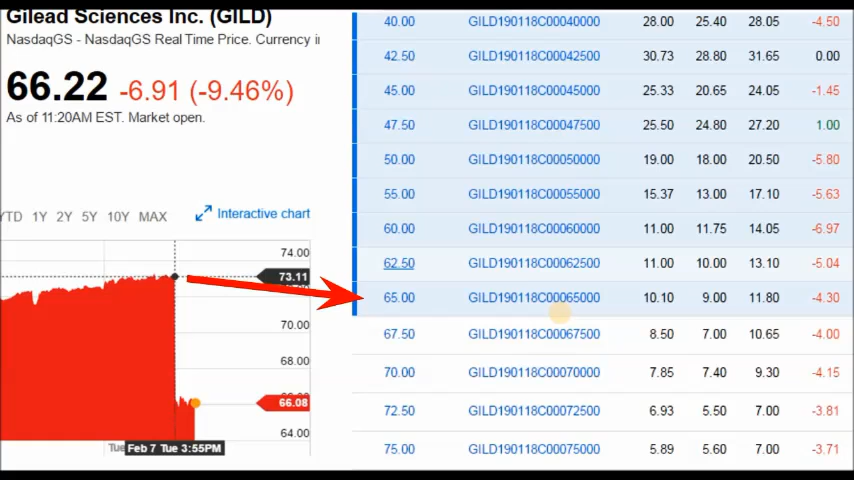 Gilead Sciences Inc. (GILD)
NasdaqGS - NasdaqGS Real Time Price. Currency
66.22 -6.91 (-9.46%)
As of 11:20AM EST. Market open.
YTD 1Y 2Y 5Y 10Y MAX Interactive chart
74.00
73.11
70.00
68.00
66.08
64.00
Tue Feb 7 Tue 3:55PM
40.00 GILD190118C00040000 28.00 25.40 28.05 -4.50
42.50 GILD190118C00042500 30.73 28.80 31.65 0.00
45.00 GILD190118C00045000 25.33 20.65 24.05 -1.45
47.50 GILD190118C00047500 25.50 24.80 27.20 1.00
50.00 GILD190118C00050000 19.00 18.00 20.50 -5.80
55.00 GILD190118C00055000 15.37 13.00 17.10 -5.63
60.00 GILD190118C00060000 11.00 11.75 14.05 -6.97
62.50 GILD190118C00062500 11.00 10.00 13.10 -5.04
65.00 GILD190118C00065000 10.10 9.00 11.80 -4.30
67.50 GILD190118C00067500 8.50 7.00 10.65 -4.00
70.00 GILD190118C00070000 7.85 7.40 9.30 -4.15
72.50 GILD190118C00072500 6.93 5.50 7.00 -3.81
75.00 GILD190118C00075000 5.89 5.60 7.00 -3.71